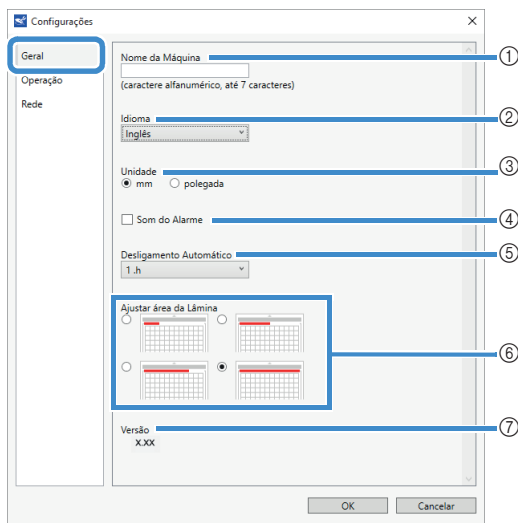 Configurações
Geral
Operação
Rede
Nome da Máquina
(caractere alfanumérico, até 7 caracteres)
Idioma
Inglês
Unidade
mm
polegada
Som do Alarme
Desligamento Automático
1 .h
Ajustar área da Lâmina
Versão
X.XX
OK
Cancelar
①
②
③
④
⑤
⑥
⑦